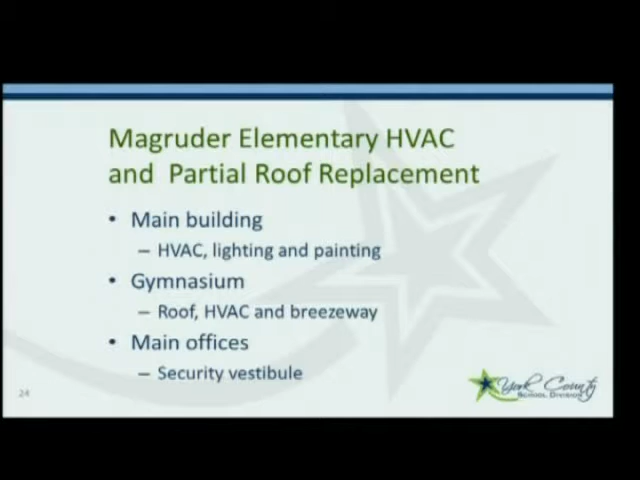 Magruder Elementary HVAC
and Partial Roof Replacement
• Main building
– HVAC, lighting and painting
• Gymnasium
– Roof, HVAC and breezeway
• Main offices
– Security vestibule
24
York County
SCHOOL DIVISION